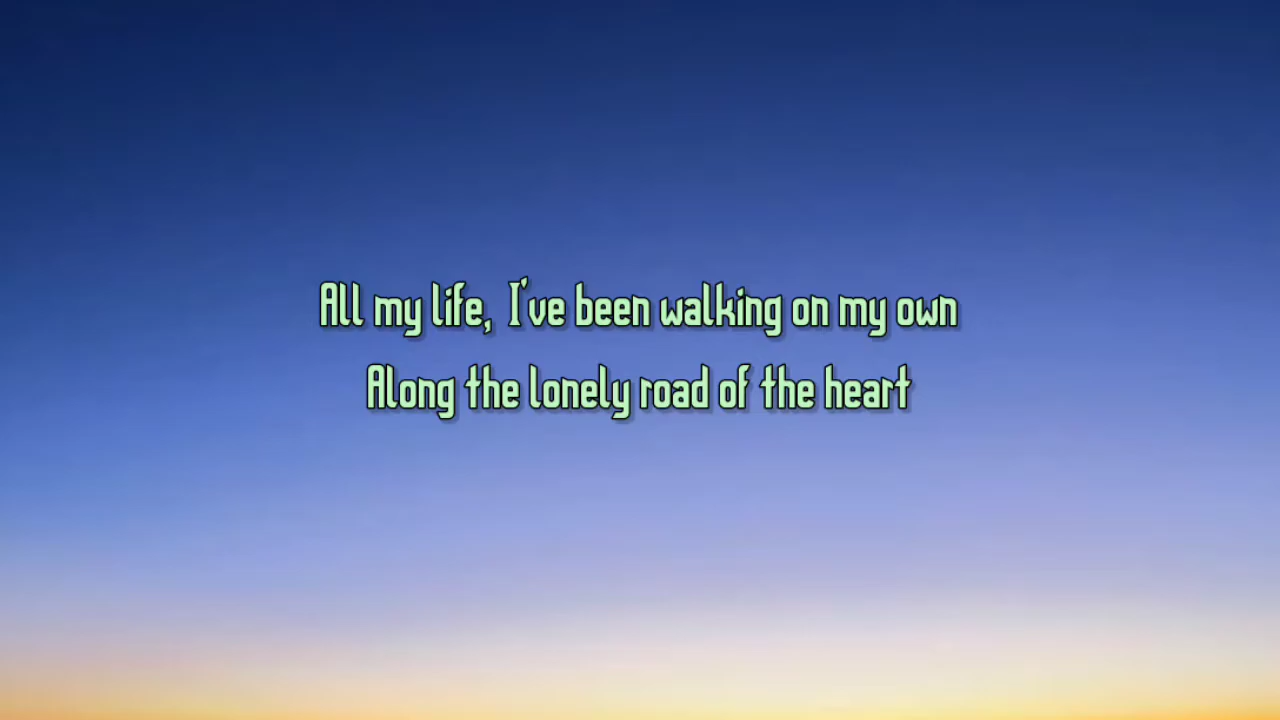 All my life, I've been walking on my own
Along the lonely road of the heart